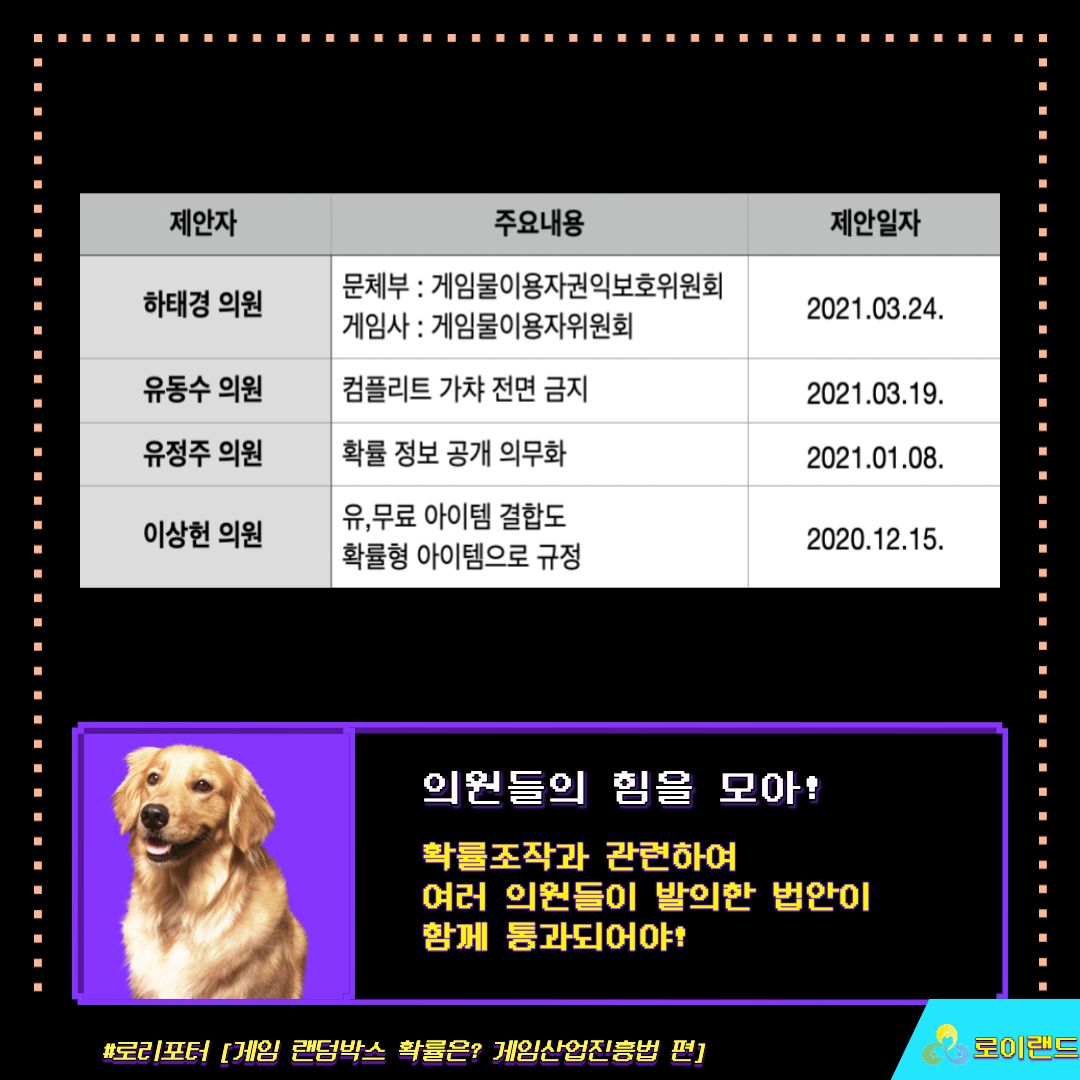 제안자 주요내용 제안일자
하태경 의원
문체부 : 게임물이용자권익보호위원회
게임사 : 게임물이용자위원회
2021.03.24.
유동수 의원 컴플리트 가챠 전면 금지 2021.03.19.
유정주 의원 확률 정보 공개 의무화 2021.01.08.
이상헌 의원
유,무료 아이템 결합도
확률형 아이템으로 규정
2020.12.15.
의원들의 힘을 모아!
확률조작과 관련하여
여러 의원들이 발의한 법안이
함께 통과되어야!
#로리포터 [게임 랜덤박스 확률은? 게임산업진흥법 편]
로이랜드